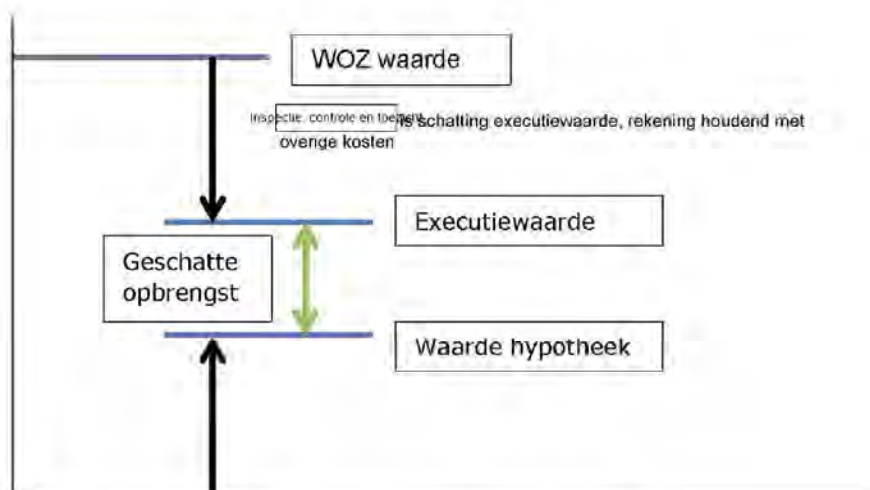 WOZ waarde
Inspectie, controle en toezicht is schatting executiewaarde, rekening houdend met
overige kosten
Executiewaarde
Geschatte
opbrengst
Waarde hypotheek